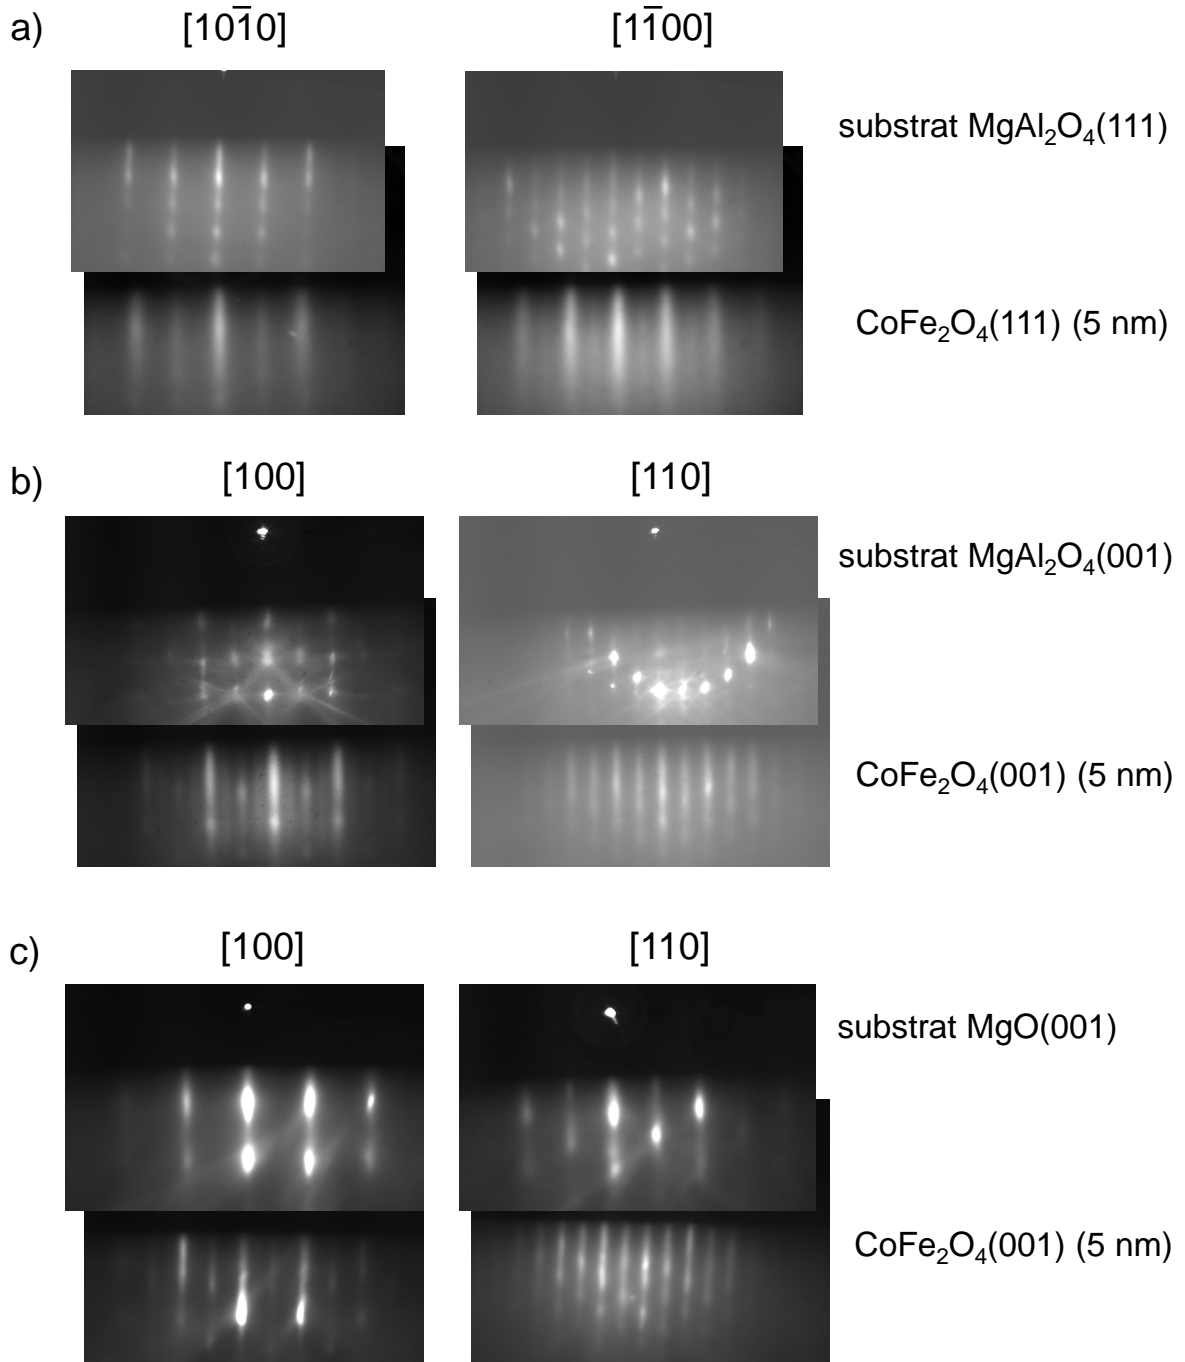 a)
[101̅0]
[11̅00]
substrat MgAl₂O₄(111)
CoFe₂O₄(111) (5 nm)
b)
[100]
[110]
substrat MgAl₂O₄(001)
CoFe₂O₄(001) (5 nm)
c)
[100]
[110]
substrat MgO(001)
CoFe₂O₄(001) (5 nm)